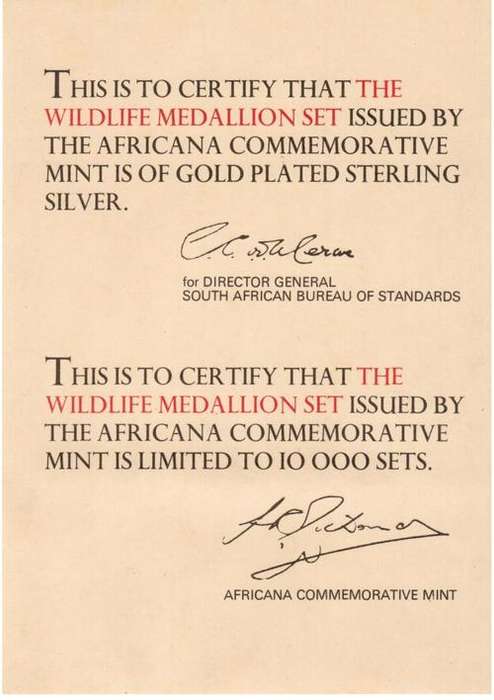 THIS IS TO CERTIFY THAT THE
WILDLIFE MEDALLION SET ISSUED BY
THE AFRICANA COMMEMORATIVE
MINT IS OF GOLD PLATED STERLING
SILVER.
for DIRECTOR GENERAL
SOUTH AFRICAN BUREAU OF STANDARDS
THIS IS TO CERTIFY THAT THE
WILDLIFE MEDALLION SET ISSUED BY
THE AFRICANA COMMEMORATIVE
MINT IS LIMITED TO 10 000 SETS.
AFRICANA COMMEMORATIVE MINT